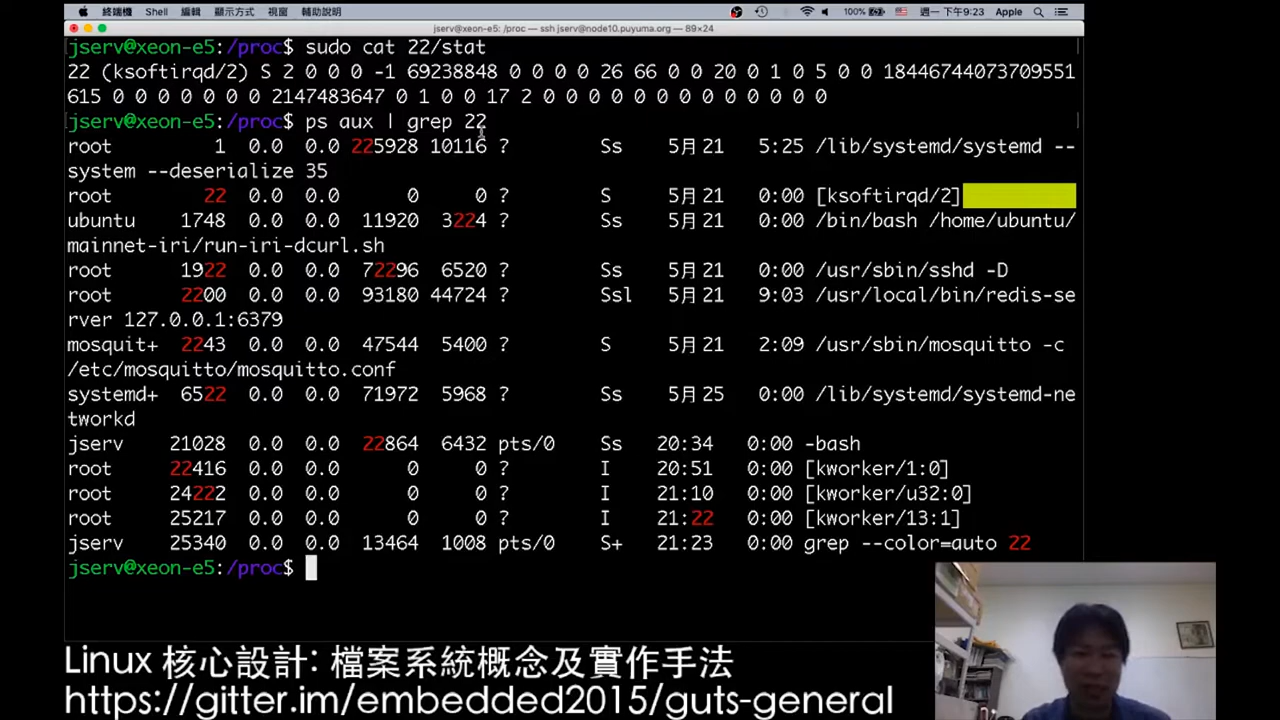 終端機 Shell 編輯 顯示方式 視窗 輔助說明 100% 週一 下午9:23 Apple
jserv@xeon-e5: /proc — ssh jserv@node10.puyuma.org — 89×24
jserv@xeon-e5:/proc$ sudo cat 22/stat
22 (ksoftirqd/2) S 2 0 0 0 -1 69238848 0 0 0 0 26 66 0 0 20 0 1 0 5 0 0 18446744073709551
615 0 0 0 0 0 0 0 2147483647 0 1 0 0 17 2 0 0 0 0 0 0 0 0 0 0 0 0 0
jserv@xeon-e5:/proc$ ps aux | grep 22
root 1 0.0 0.0 225928 10116 ? Ss 5月21 5:25 /lib/systemd/systemd --
system --deserialize 35
root 22 0.0 0.0 0 0 ? S 5月21 0:00 [ksoftirqd/2]
ubuntu 1748 0.0 0.0 11920 3224 ? Ss 5月21 0:00 /bin/bash /home/ubuntu/
mainnet-iri/run-iri-dcurl.sh
root 1922 0.0 0.0 72296 6520 ? Ss 5月21 0:00 /usr/sbin/sshd -D
root 2200 0.0 0.0 93180 44724 ? Ssl 5月21 9:03 /usr/local/bin/redis-se
rver 127.0.0.1:6379
mosquit+ 2243 0.0 0.0 47544 5400 ? S 5月21 2:09 /usr/sbin/mosquitto -c
/etc/mosquitto/mosquitto.conf
systemd+ 6522 0.0 0.0 71972 5968 ? Ss 5月25 0:00 /lib/systemd/systemd-ne
tworkd
jserv 21028 0.0 0.0 22864 6432 pts/0 Ss 20:34 0:00 -bash
root 22416 0.0 0.0 0 0 ? I 20:51 0:00 [kworker/1:0]
root 24222 0.0 0.0 0 0 ? I 21:10 0:00 [kworker/u32:0]
root 25217 0.0 0.0 0 0 ? I 21:22 0:00 [kworker/13:1]
jserv 25340 0.0 0.0 13464 1008 pts/0 S+ 21:23 0:00 grep --color=auto 22
jserv@xeon-e5:/proc$
Linux 核心設計: 檔案系統概念及實作手法
https://gitter.im/embedded2015/guts-general